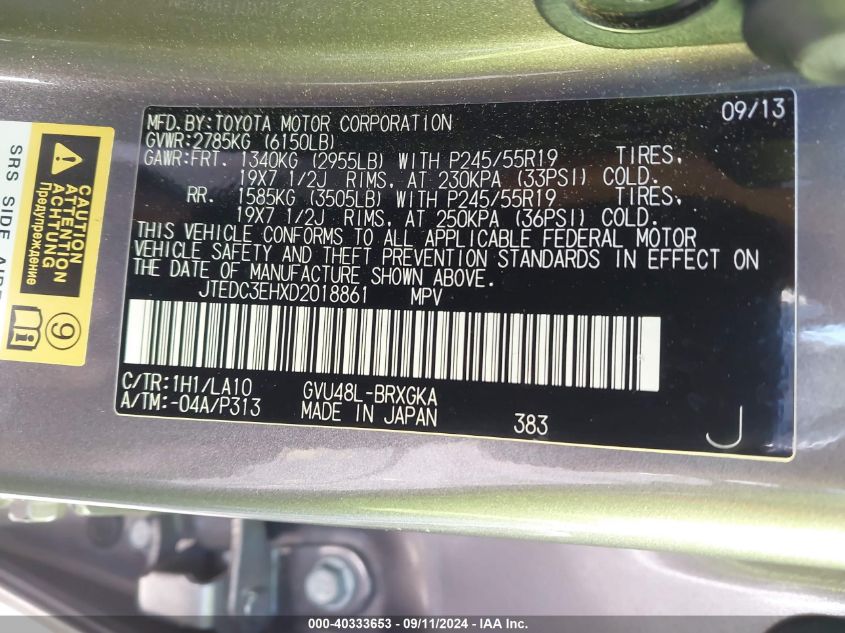 09/13
MFD.BY:TOYOTA MOTOR CORPORATION
GVWR:2785KG (6150LB)
GAWR:FRT. 1340KG (2955LB) WITH P245/55R19 TIRES,
19X7 1/2J RIMS, AT 230KPA (33PSI) COLD.
RR. 1585KG (3505LB) WITH P245/55R19 TIRES,
19X7 1/2J RIMS, AT 250KPA (36PSI) COLD.
THIS VEHICLE CONFORMS TO ALL APPLICABLE FEDERAL MOTOR
VEHICLE SAFETY AND THEFT PREVENTION STANDARDS IN EFFECT ON
THE DATE OF MANUFACTURE SHOWN ABOVE.
JTEDC3EHXD2018861 MPV
C/TR:1H1/LA10 GVU48L-BRXGKA
A/TM:-04A/P313 MADE IN JAPAN 383
J
CAUTION
ATTENTION
ACHTUNG
Предупреждение
9
SRS SIDE
000-40333653 - 09/11/2024 - IAA, Inc.